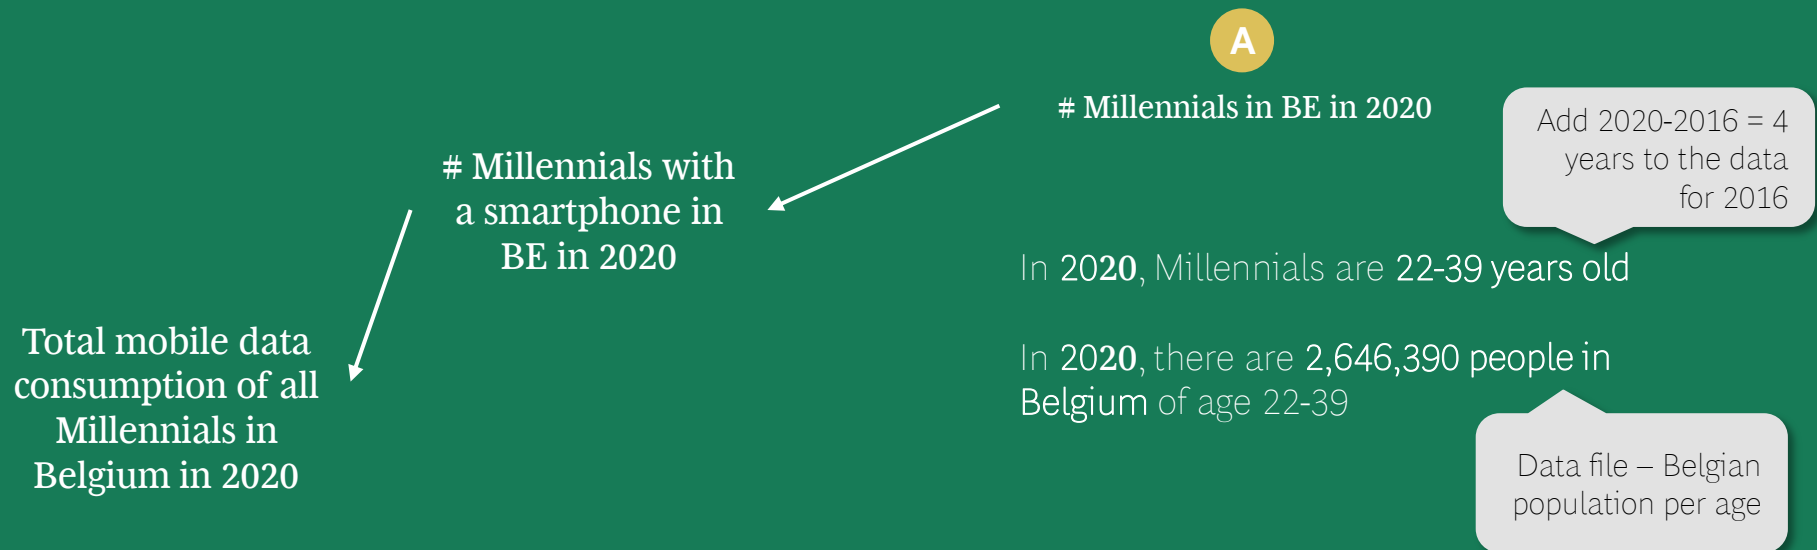 A
# Millennials in BE in 2020
Add 2020-2016 = 4
years to the data
for 2016
# Millennials with
a smartphone in
BE in 2020
In 2020, Millennials are 22-39 years old
In 2020, there are 2,646,390 people in
Belgium of age 22-39
Total mobile data
consumption of all
Millennials in
Belgium in 2020
Data file – Belgian
population per age